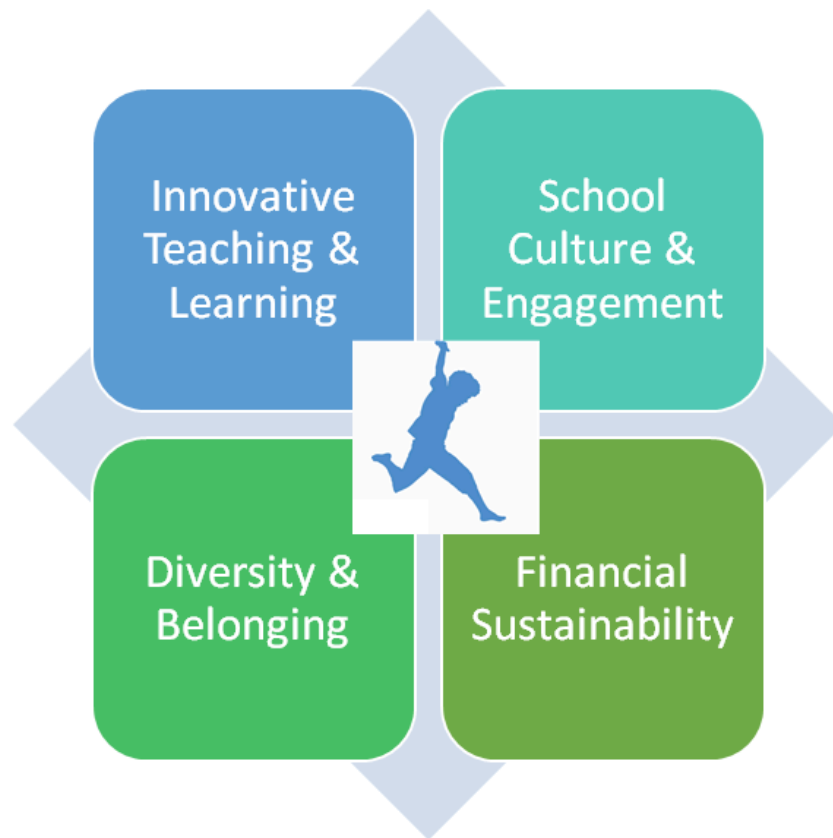 Innovative
Teaching &
Learning
School
Culture &
Engagement
Diversity &
Belonging
Financial
Sustainability